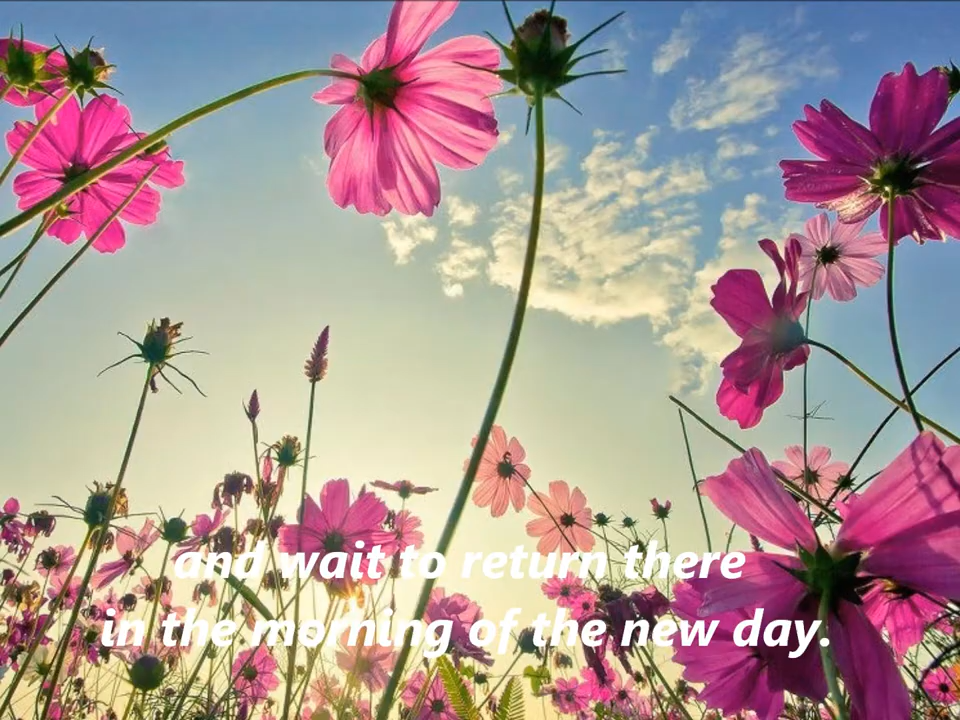 and wait to return there
in the morning of the new day.